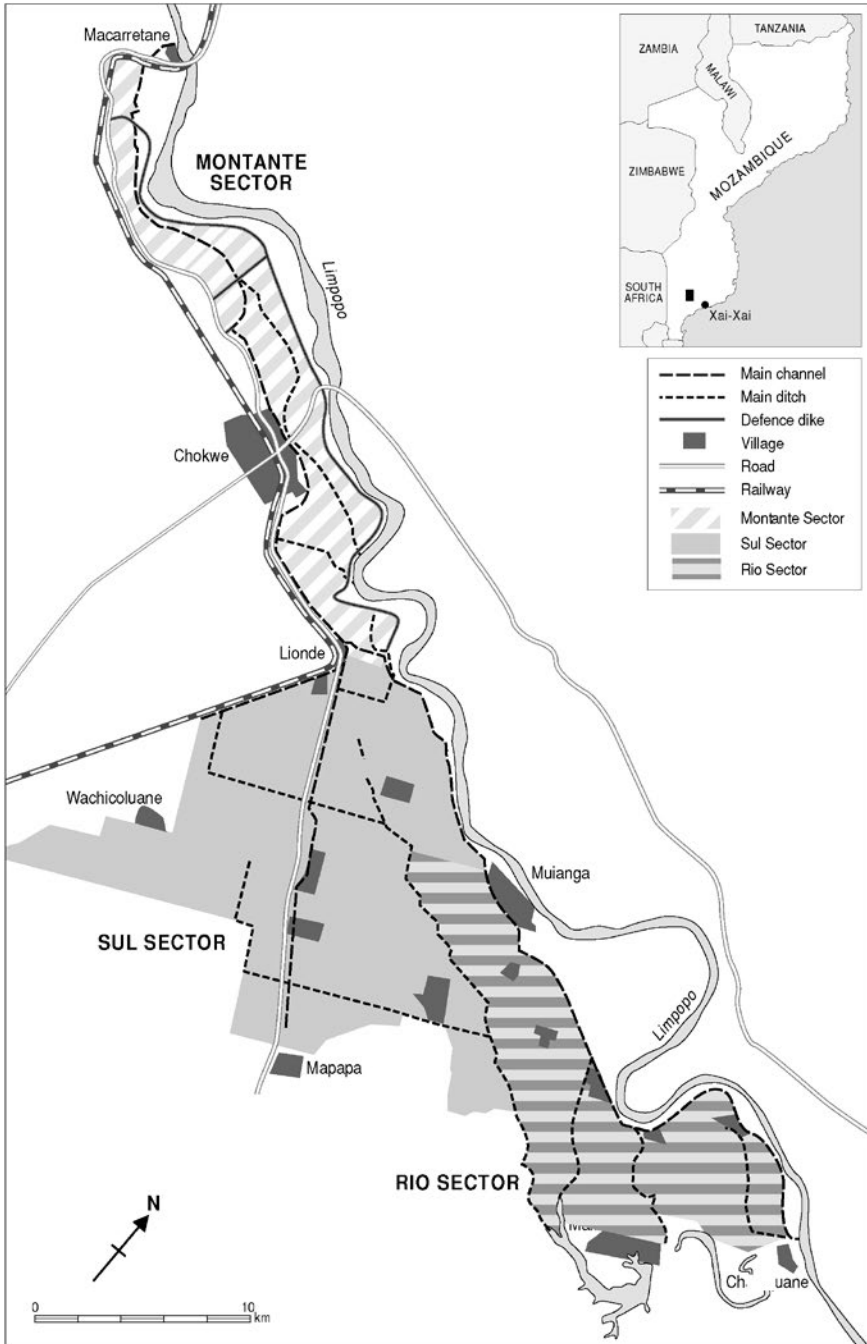 Macarretane
MONTANTE
SECTOR
Limpopo
Chokwe
Lionde
Wachicoluane
Muianga
SUL SECTOR
Limpopo
Mapapa
RIO SECTOR
N
0 10
km
TANZANIA
ZAMBIA
MALAWI
MOZAMBIQUE
ZIMBABWE
SOUTH
AFRICA
Xai-Xai
Main channel
Main ditch
Defence dike
Village
Road
Railway
Montante Sector
Sul Sector
Rio Sector